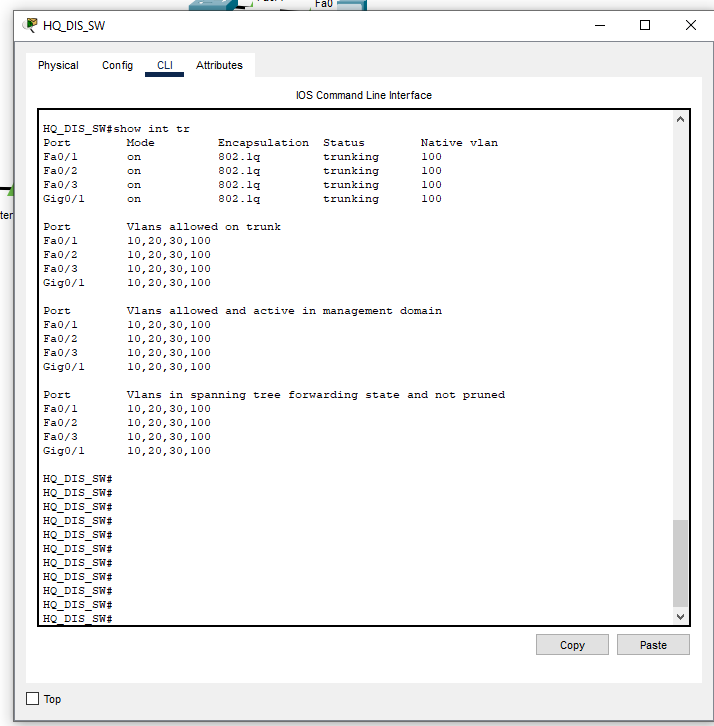 Fa0
HQ_DIS_SW
Physical Config CLI Attributes
IOS Command Line Interface
HQ_DIS_SW#show int tr
Port Mode Encapsulation Status Native vlan
Fa0/1 on 802.1q trunking 100
Fa0/2 on 802.1q trunking 100
Fa0/3 on 802.1q trunking 100
Gig0/1 on 802.1q trunking 100
Port Vlans allowed on trunk
Fa0/1 10,20,30,100
Fa0/2 10,20,30,100
Fa0/3 10,20,30,100
Gig0/1 10,20,30,100
Port Vlans allowed and active in management domain
Fa0/1 10,20,30,100
Fa0/2 10,20,30,100
Fa0/3 10,20,30,100
Gig0/1 10,20,30,100
Port Vlans in spanning tree forwarding state and not pruned
Fa0/1 10,20,30,100
Fa0/2 10,20,30,100
Fa0/3 10,20,30,100
Gig0/1 10,20,30,100
HQ_DIS_SW#
HQ_DIS_SW#
HQ_DIS_SW#
HQ_DIS_SW#
HQ_DIS_SW#
HQ_DIS_SW#
HQ_DIS_SW#
HQ_DIS_SW#
HQ_DIS_SW#
HQ_DIS_SW#
HQ_DIS_SW#
ter
Copy Paste
Top